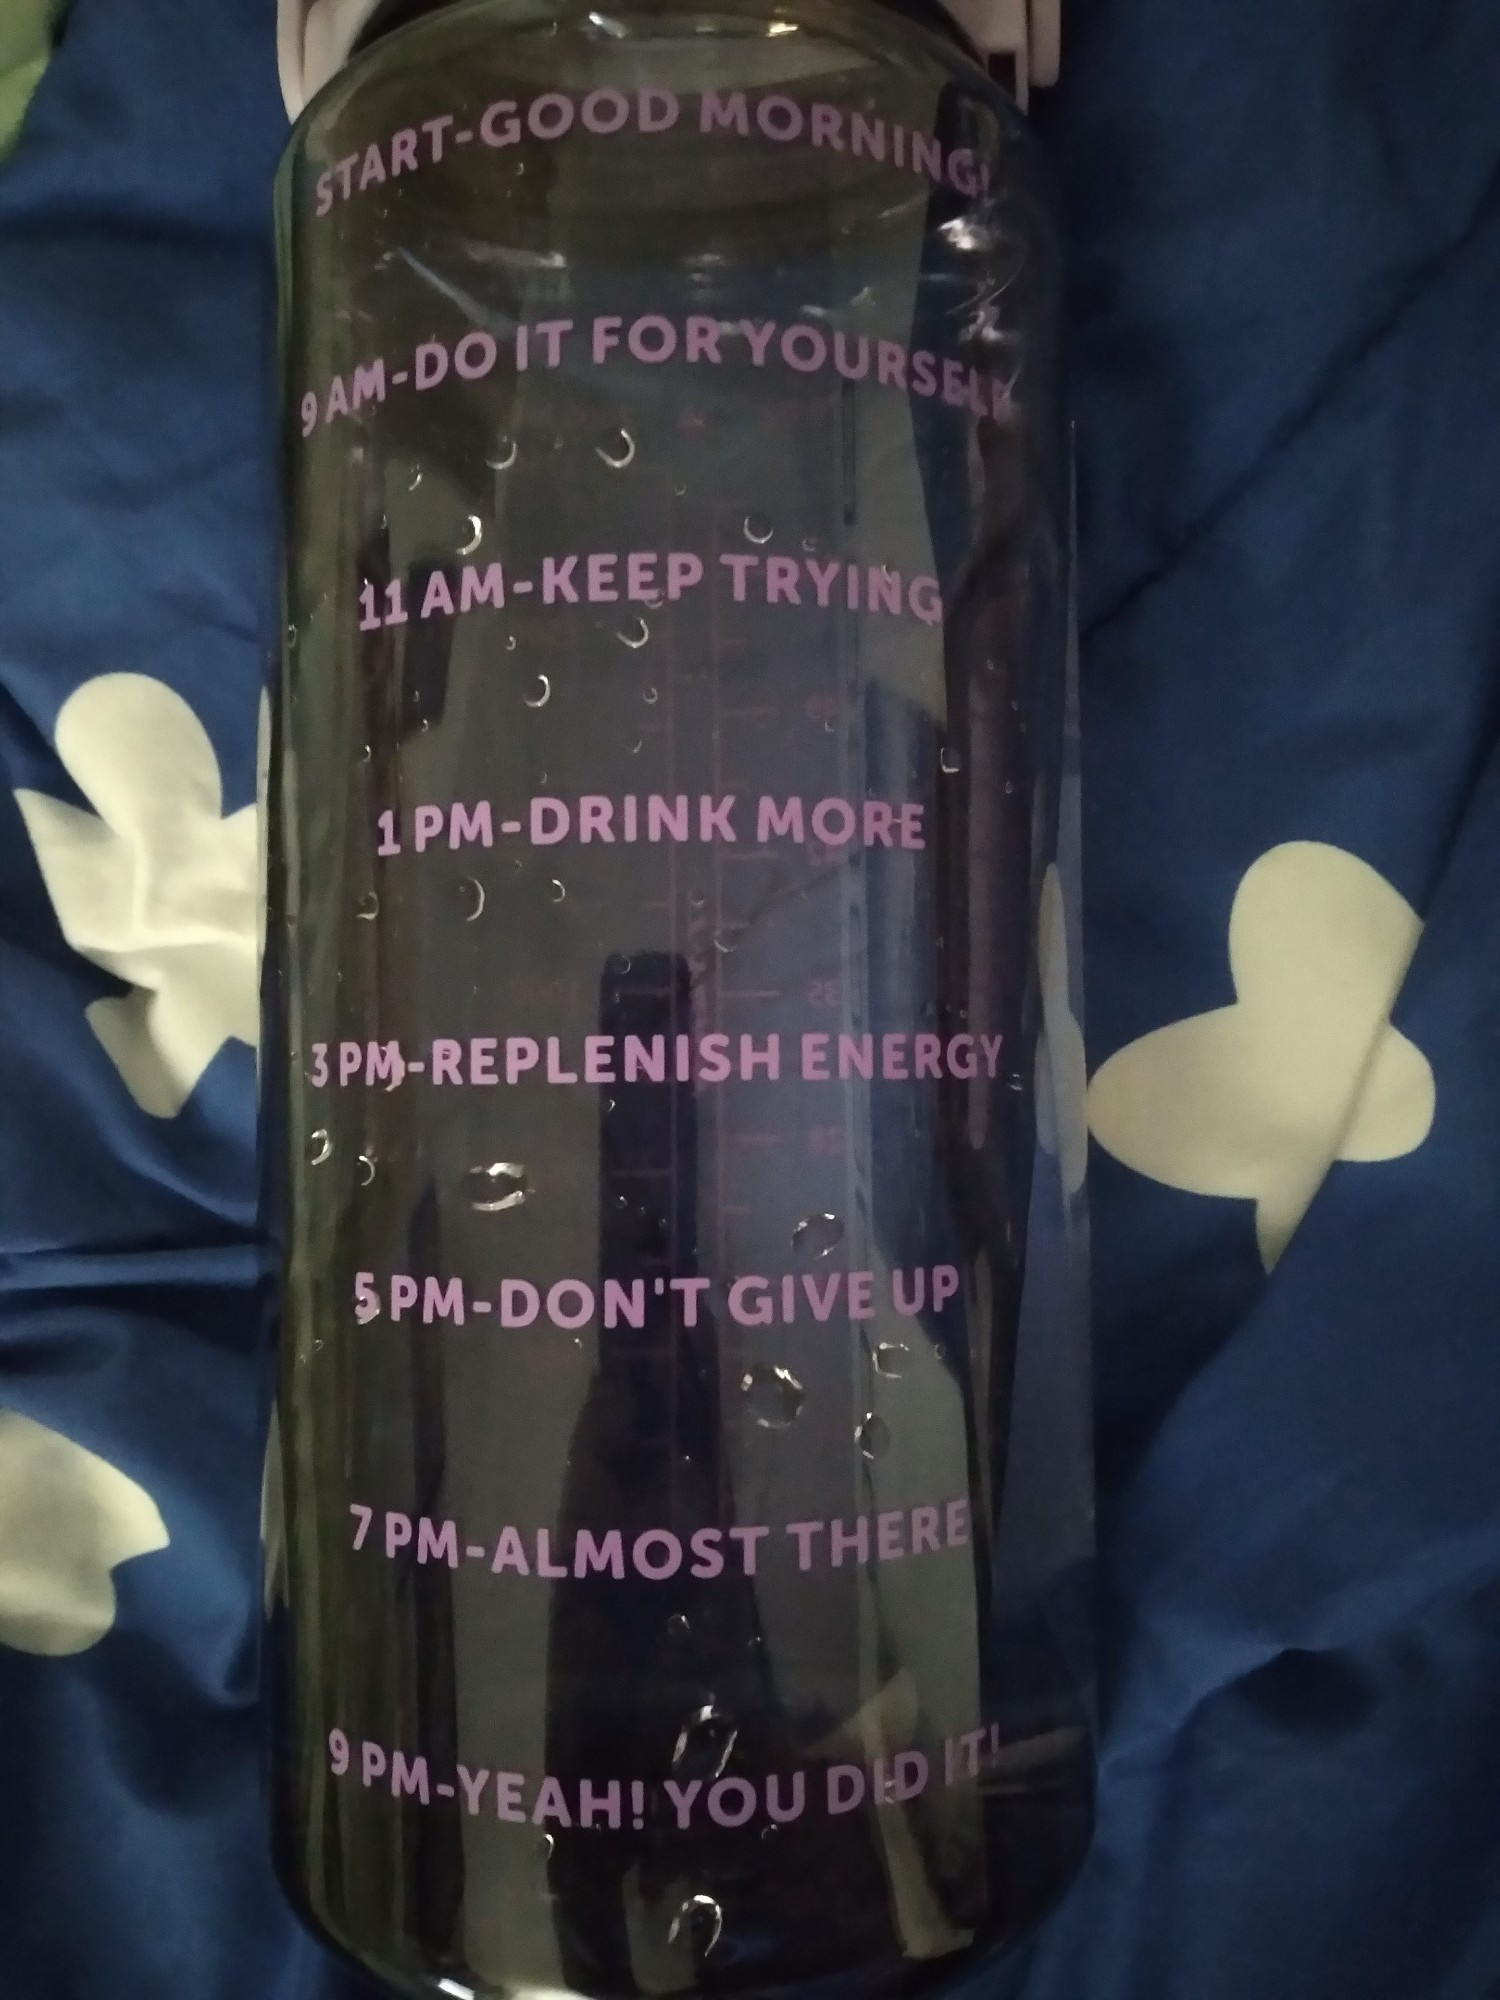 START-GOOD MORNING!
9 AM-DO IT FOR YOURSELF
11 AM-KEEP TRYING
1 PM-DRINK MORE
3 PM-REPLENISH ENERGY
5 PM-DON'T GIVE UP
7 PM-ALMOST THERE
9 PM-YEAH! YOU DID IT!